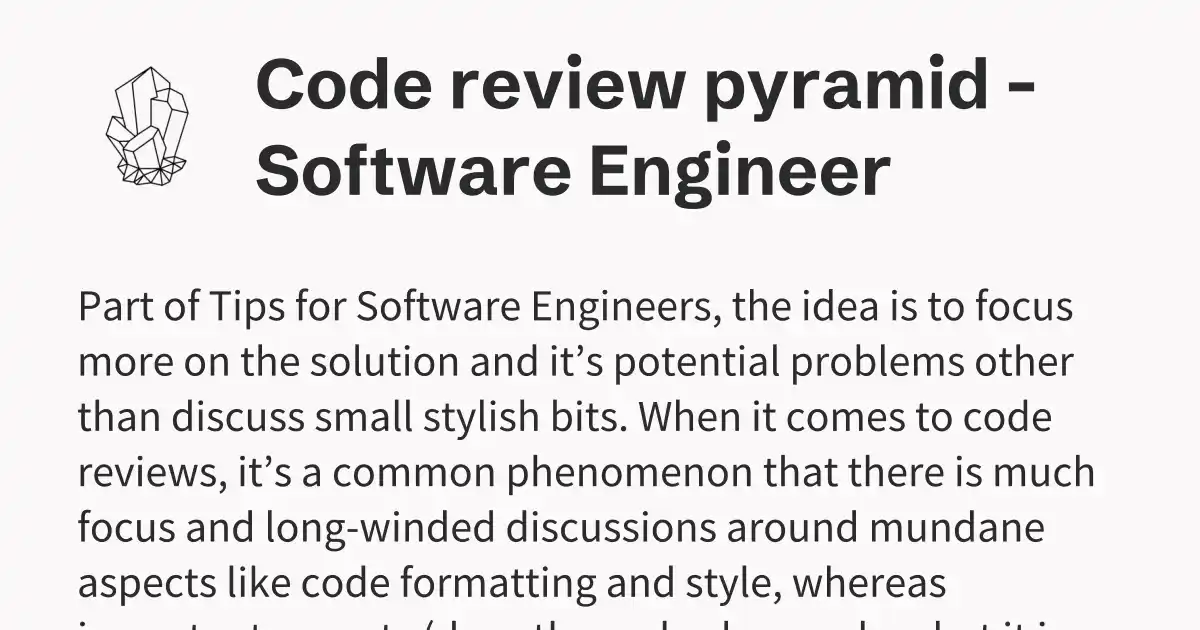 Code review pyramid -
Software Engineer
Part of Tips for Software Engineers, the idea is to focus
more on the solution and it’s potential problems other
than discuss small stylish bits. When it comes to code
reviews, it’s a common phenomenon that there is much
focus and long-winded discussions around mundane
aspects like code formatting and style, whereas